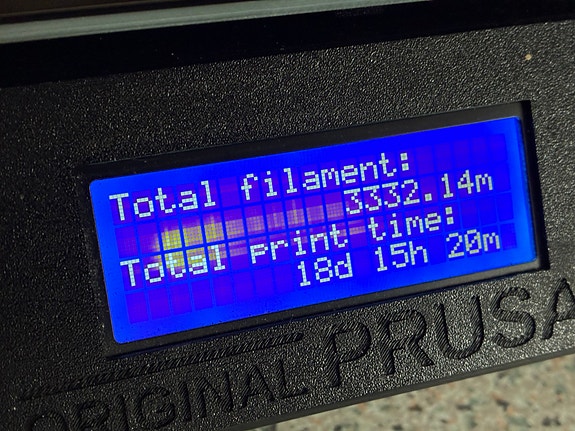 Total filament:
3332.14m
Total print time:
18d 15h 20m
ORIGINAL PRUSA